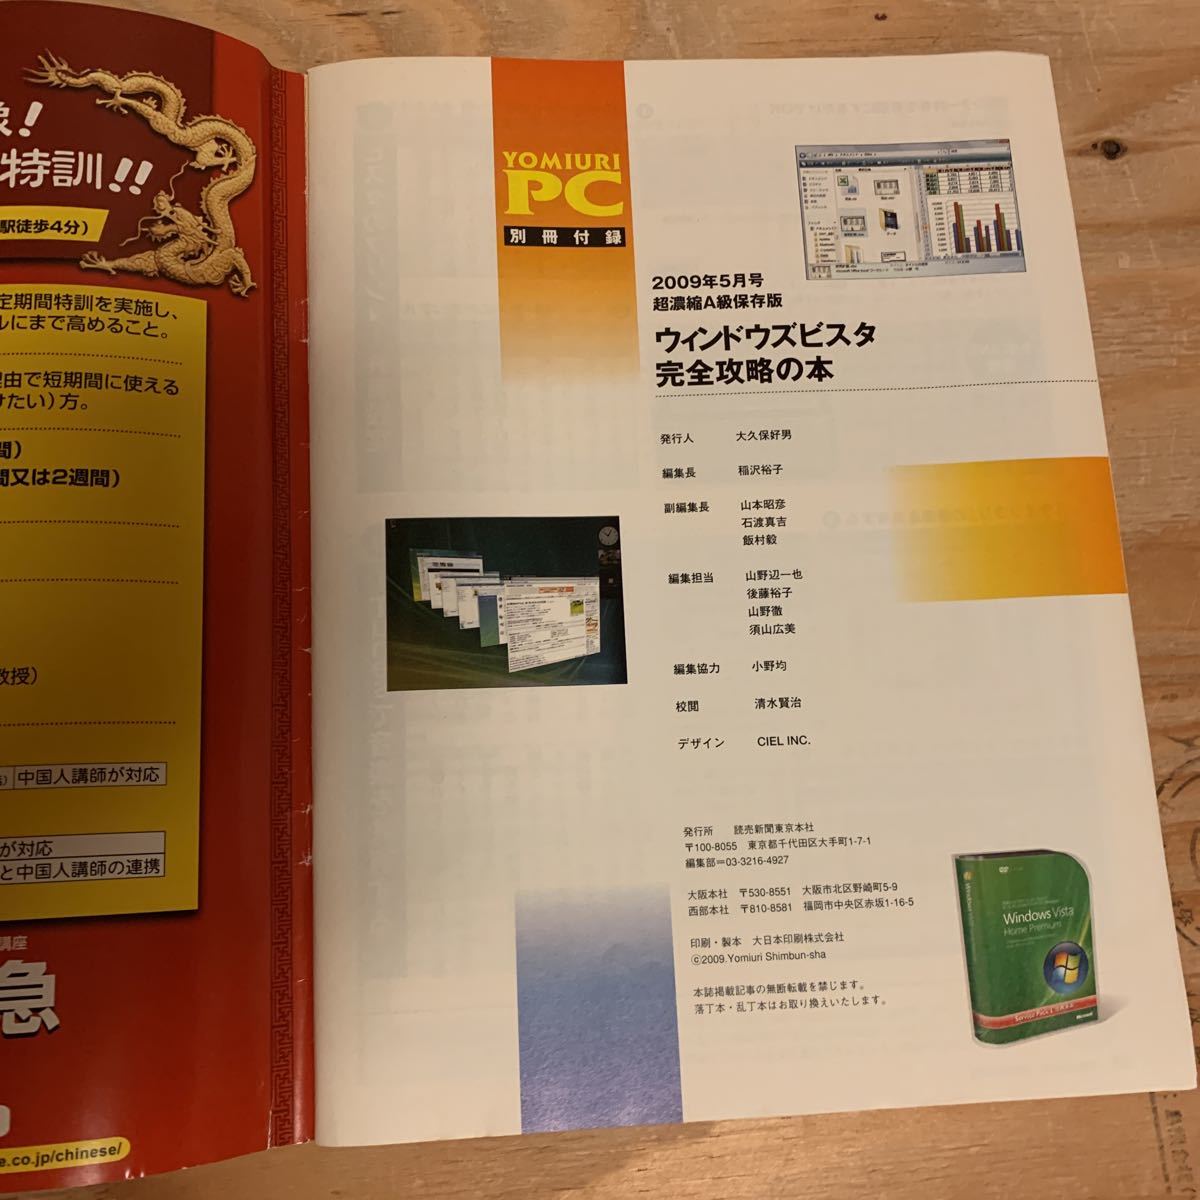 象!
特訓!!
駅徒歩4分)
定期間特訓を実施し、
ルにまで高めること。
理由で短期間に使える
けたい)方。
間)
間又は2週間)
教授)
中国人講師が対応
が対応
と中国人講師の連携
講座
急
e.co.jp/chinese/
YOMIURI
PC
別冊付録
2009年5月号
超濃縮A級保存版
ウィンドウズビスタ
完全攻略の本
発行人 大久保好男
編集長 稲沢裕子
副編集長 山本昭彦
石渡真吉
飯村毅
編集担当 山野辺一也
後藤裕子
山野徹
須山広美
編集協力 小野均
校閲 清水賢治
デザイン CIEL INC.
発行所 読売新聞東京本社
〒100-8055 東京都千代田区大手町1-7-1
編集部=03-3216-4927
大阪本社 〒530-8551 大阪市北区野崎町5-9
西部本社 〒810-8581 福岡市中央区赤坂1-16-5
印刷・製本 大日本印刷株式会社
©2009.Yomiuri Shimbun-sha
本誌掲載記事の無断転載を禁じます。
落丁本・乱丁本はお取り換えいたします。
Windows Vista
Home Premium
Service Pack 1
Microsoft